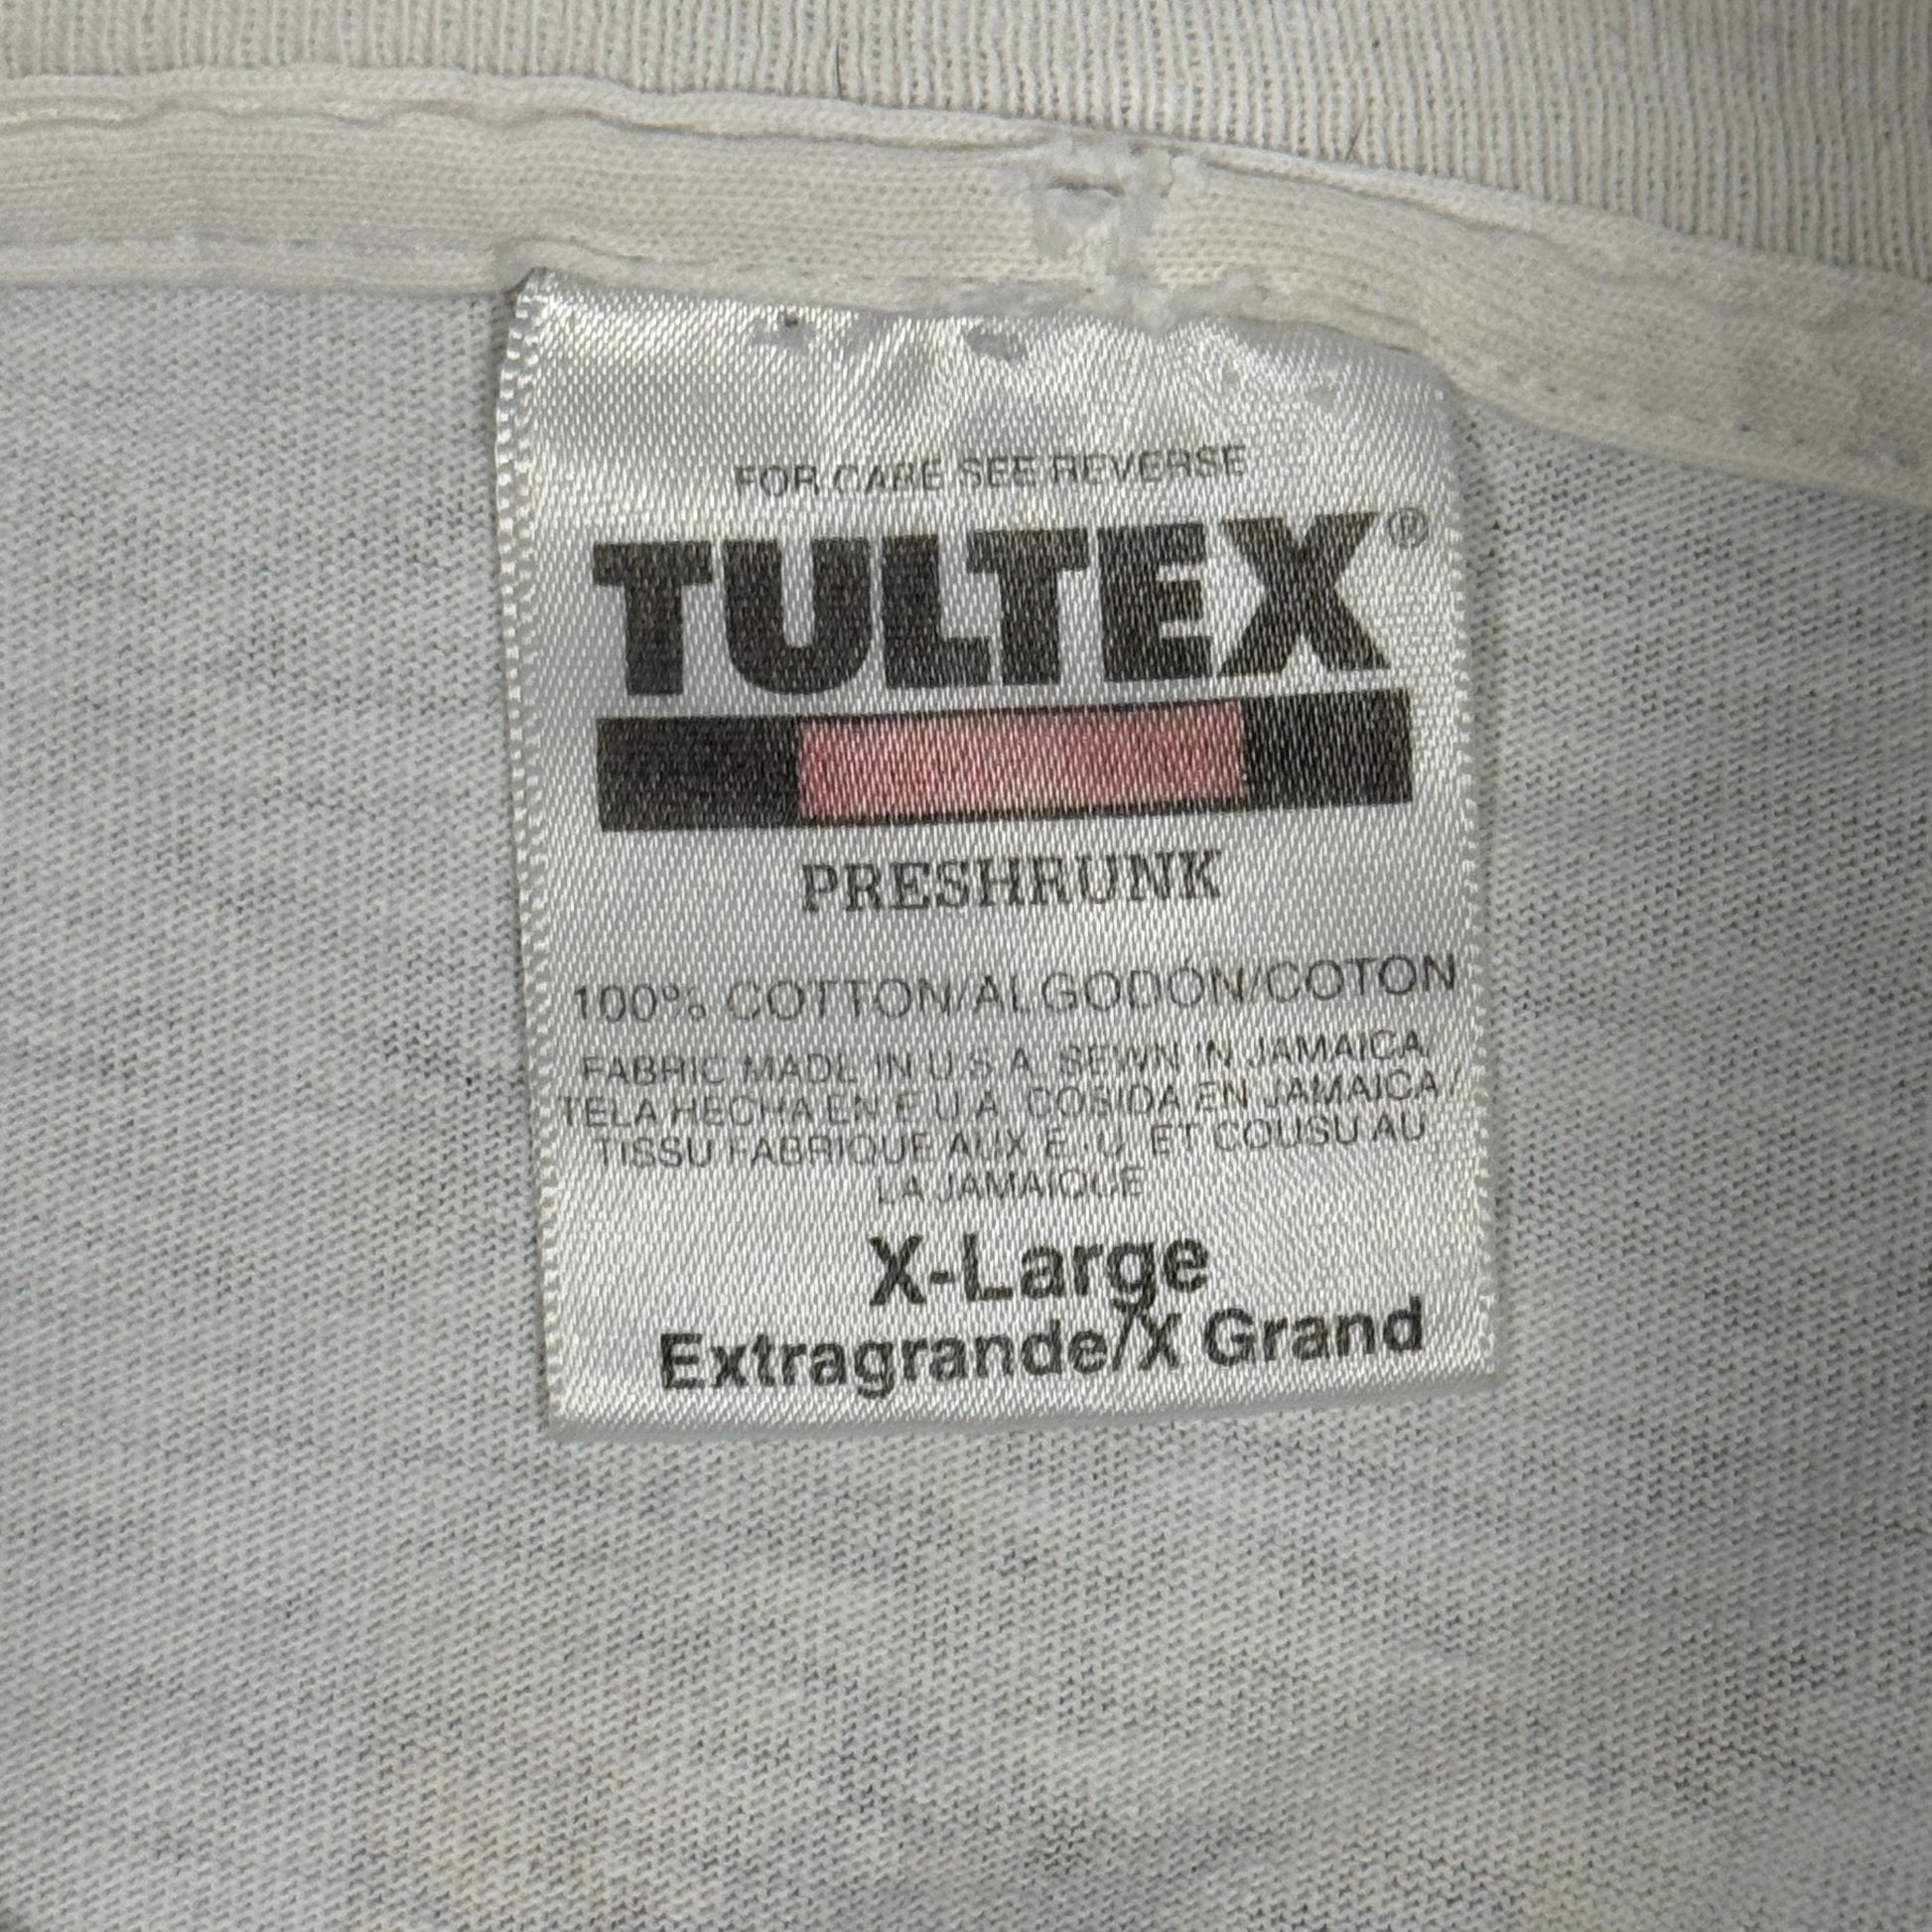 FOR CARE SEE REVERSE
TULTEX®
PRESHRUNK
100% COTTON/ALGODÓN/COTON
FABRIC MADE IN U.S.A. SEWN IN JAMAICA
TELA HECHA EN E.U.A. COSIDA EN JAMAICA/
TISSU FABRIQUE AUX É.-U. ET COUSU AU
LA JAMAÏQUE
X-Large
Extragrande/X Grand